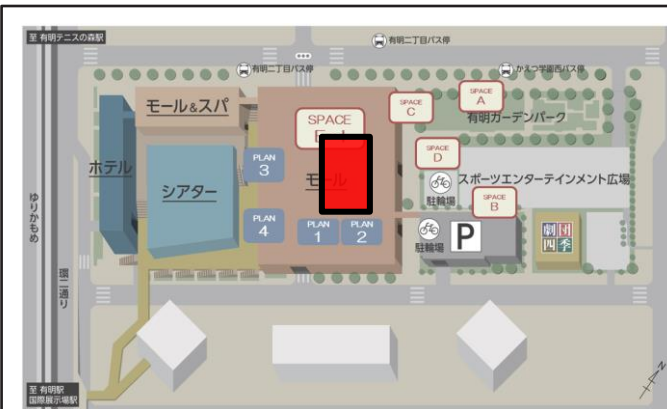 至 有明テニスの森駅
有明二丁目バス停
有明二丁目バス停
かえつ学園西バス停
モール&スパ
SPACE
SPACE
C
SPACE
A
有明ガーデンパーク
ホテル
シアター
PLAN
3
モール
SPACE
D
駐輪場
スポーツエンターテインメント広場
SPACE
B
PLAN
4
PLAN
1
PLAN
2
駐輪場
P
劇団
四季
ゆりかもめ
環二通り
至 有明駅
国際展示場駅
N